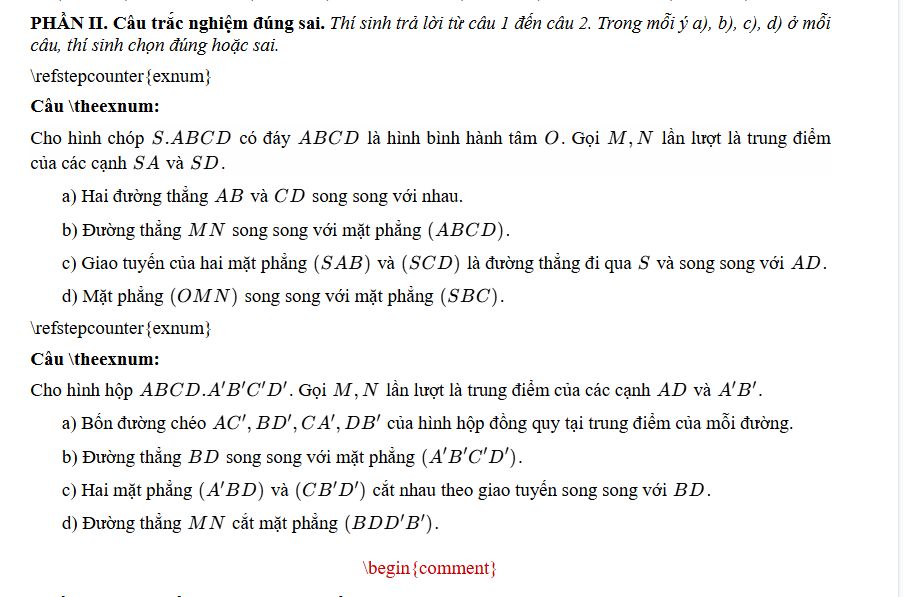 PHẦN II. Câu trắc nghiệm đúng sai. Thí sinh trả lời từ câu 1 đến câu 2. Trong mỗi ý a), b), c), d) ở mỗi
câu, thí sinh chọn đúng hoặc sai.
\refstepcounter{exnum}
Câu \theexnum:
Cho hình chóp S.ABCD có đáy ABCD là hình bình hành tâm O. Gọi M, N lần lượt là trung điểm
của các cạnh SA và SD.
a) Hai đường thẳng AB và CD song song với nhau.
b) Đường thẳng MN song song với mặt phẳng (ABCD).
c) Giao tuyến của hai mặt phẳng (SAB) và (SCD) là đường thẳng đi qua S và song song với AD.
d) Mặt phẳng (OMN) song song với mặt phẳng (SBC).
\refstepcounter{exnum}
Câu \theexnum:
Cho hình hộp ABCD.A'B'C'D'. Gọi M, N lần lượt là trung điểm của các cạnh AD và A'B'.
a) Bốn đường chéo AC', BD', CA', DB' của hình hộp đồng quy tại trung điểm của mỗi đường.
b) Đường thẳng BD song song với mặt phẳng (A'B'C'D').
c) Hai mặt phẳng (A'BD) và (CB'D') cắt nhau theo giao tuyến song song với BD.
d) Đường thẳng MN cắt mặt phẳng (BDD'B').
\begin{comment}